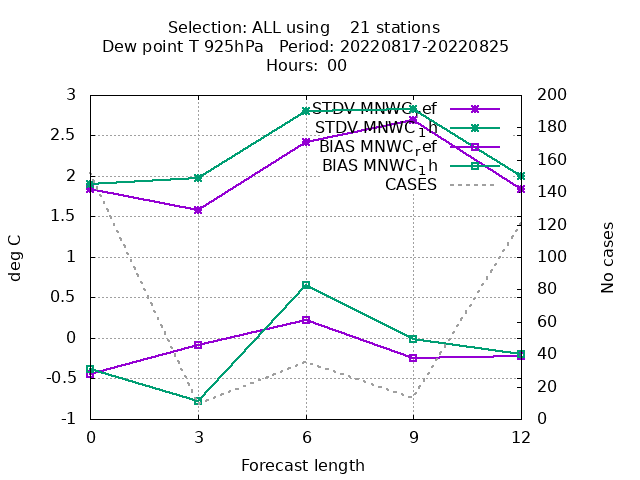 Selection: ALL using    21 stations
Dew point T 925hPa   Period: 20220817-20220825
Hours: 00
3
2.5
2
1.5
1
0.5
0
-0.5
-1
200
180
160
140
120
100
80
60
40
20
0
STDV MNWC_ref
STDV MNWC_1h
BIAS MNWC_ref
BIAS MNWC_1h
CASES
deg C
No cases
0 3 6 9 12
Forecast length